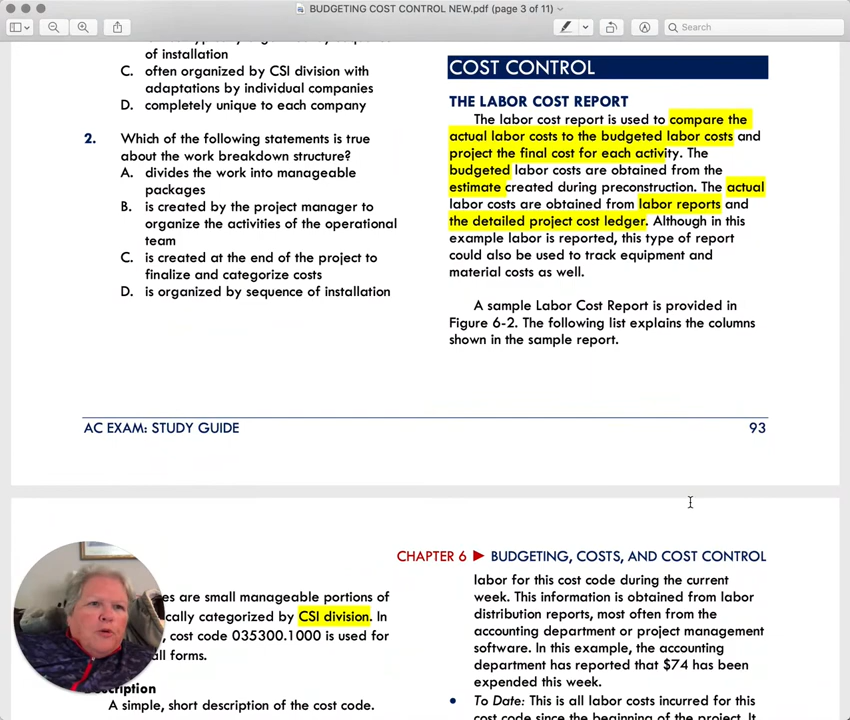 BUDGETING COST CONTROL NEW.pdf (page 3 of 11)
Search
of installation
C. often organized by CSI division with
adaptations by individual companies
D. completely unique to each company
2. Which of the following statements is true
about the work breakdown structure?
A. divides the work into manageable
packages
B. is created by the project manager to
organize the activities of the operational
team
C. is created at the end of the project to
finalize and categorize costs
D. is organized by sequence of installation
COST CONTROL
THE LABOR COST REPORT
The labor cost report is used to compare the
actual labor costs to the budgeted labor costs and
project the final cost for each activity. The
budgeted labor costs are obtained from the
estimate created during preconstruction. The actual
labor costs are obtained from labor reports and
the detailed project cost ledger. Although in this
example labor is reported, this type of report
could also be used to track equipment and
material costs as well.
A sample Labor Cost Report is provided in
Figure 6-2. The following list explains the columns
shown in the sample report.
AC EXAM: STUDY GUIDE
93
CHAPTER 6 ► BUDGETING, COSTS, AND COST CONTROL
are small manageable portions of
categorized by CSI division. In
, cost code 035300.1000 is used for
forms.
A simple, short description of the cost code.
labor for this cost code during the current
week. This information is obtained from labor
distribution reports, most often from the
accounting department or project management
software. In this example, the accounting
department has reported that $74 has been
expended this week.
• To Date: This is all labor costs incurred for this
cost code since the beginning of the project. It